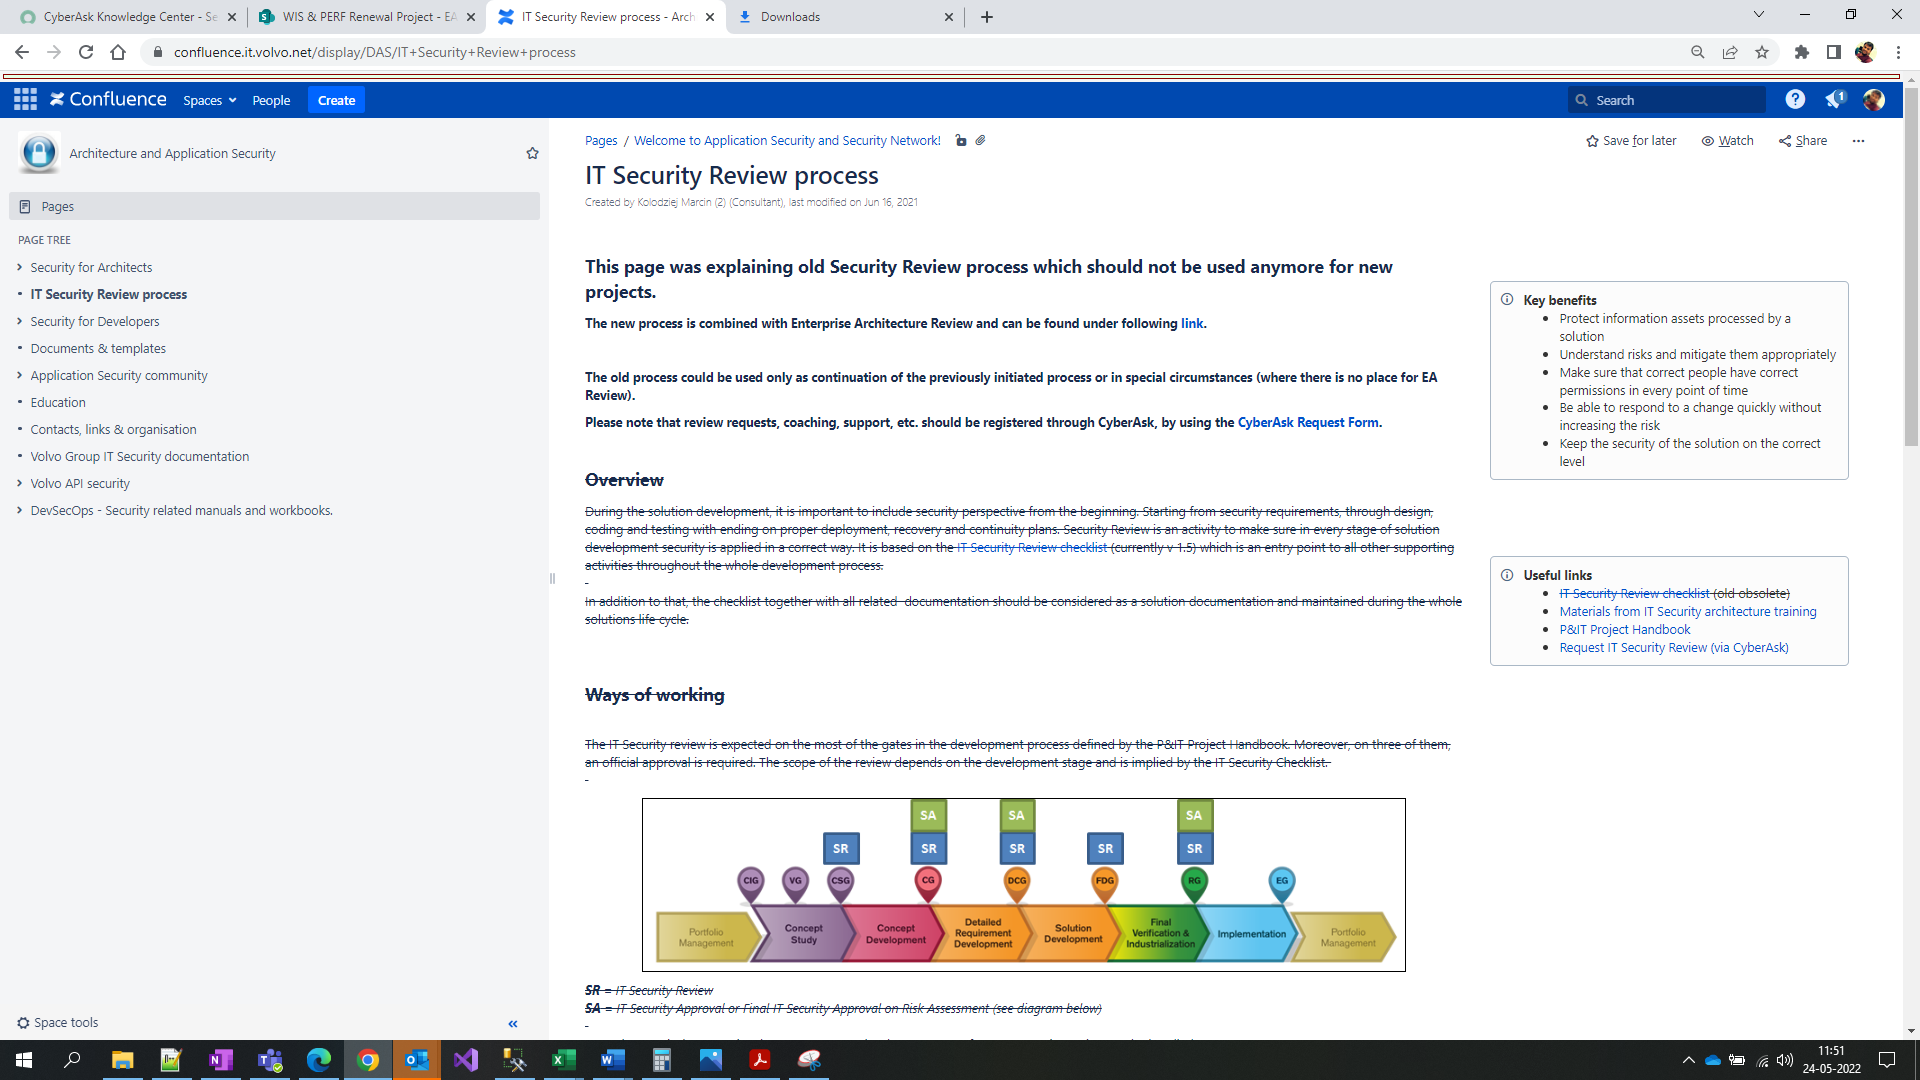 CyberAsk Knowledge Center - Se
WIS & PERF Renewal Project - EA
IT Security Review process - Arch
Downloads
confluence.it.volvo.net/display/DAS/IT+Security+Review+process
Confluence
Spaces
People
Create
Search
1
Architecture and Application Security
Pages
PAGE TREE
Security for Architects
IT Security Review process
Security for Developers
Documents & templates
Application Security community
Education
Contacts, links & organisation
Volvo Group IT Security documentation
Volvo API security
DevSecOps - Security related manuals and workbooks.
Space tools
Pages / Welcome to Application Security and Security Network!
Save for later
Watch
Share
IT Security Review process
Created by Kolodziej Marcin (2) (Consultant), last modified on Jun 16, 2021
This page was explaining old Security Review process which should not be used anymore for new
projects.
The new process is combined with Enterprise Architecture Review and can be found under following link.
The old process could be used only as continuation of the previously initiated process or in special circumstances (where there is no place for EA
Review).
Please note that review requests, coaching, support, etc. should be registered through CyberAsk, by using the CyberAsk Request Form.
Overview
During the solution development, it is important to include security perspective from the beginning. Starting from security requirements, through design,
coding and testing with ending on proper deployment, recovery and continuity plans. Security Review is an activity to make sure in every stage of solution
development security is applied in a correct way. It is based on the IT Security Review checklist (currently v 1.5) which is an entry point to all other supporting
activities throughout the whole development process.
In addition to that, the checklist together with all related documentation should be considered as a solution documentation and maintained during the whole
solutions life cycle.
Ways of working
The IT Security review is expected on the most of the gates in the development process defined by the P&IT Project Handbook. Moreover, on three of them,
an official approval is required. The scope of the review depends on the development stage and is implied by the IT Security Checklist.
SA SA SA
SR SR SR SR SR
CIG VG CSG CG DCG FDG RG EG
Portfolio
Management
Concept
Study
Concept
Development
Detailed
Requirement
Development
Solution
Development
Final
Verification &
Industrialization
Implementation
Portfolio
Management
SR = IT Security Review
SA = IT Security Approval or Final IT Security Approval on Risk Assessment (see diagram below)
Key benefits
Protect information assets processed by a
solution
Understand risks and mitigate them appropriately
Make sure that correct people have correct
permissions in every point of time
Be able to respond to a change quickly without
increasing the risk
Keep the security of the solution on the correct
level
Useful links
IT Security Review checklist (old obsolete)
Materials from IT Security architecture training
P&IT Project Handbook
Request IT Security Review (via CyberAsk)
11:51
24-05-2022